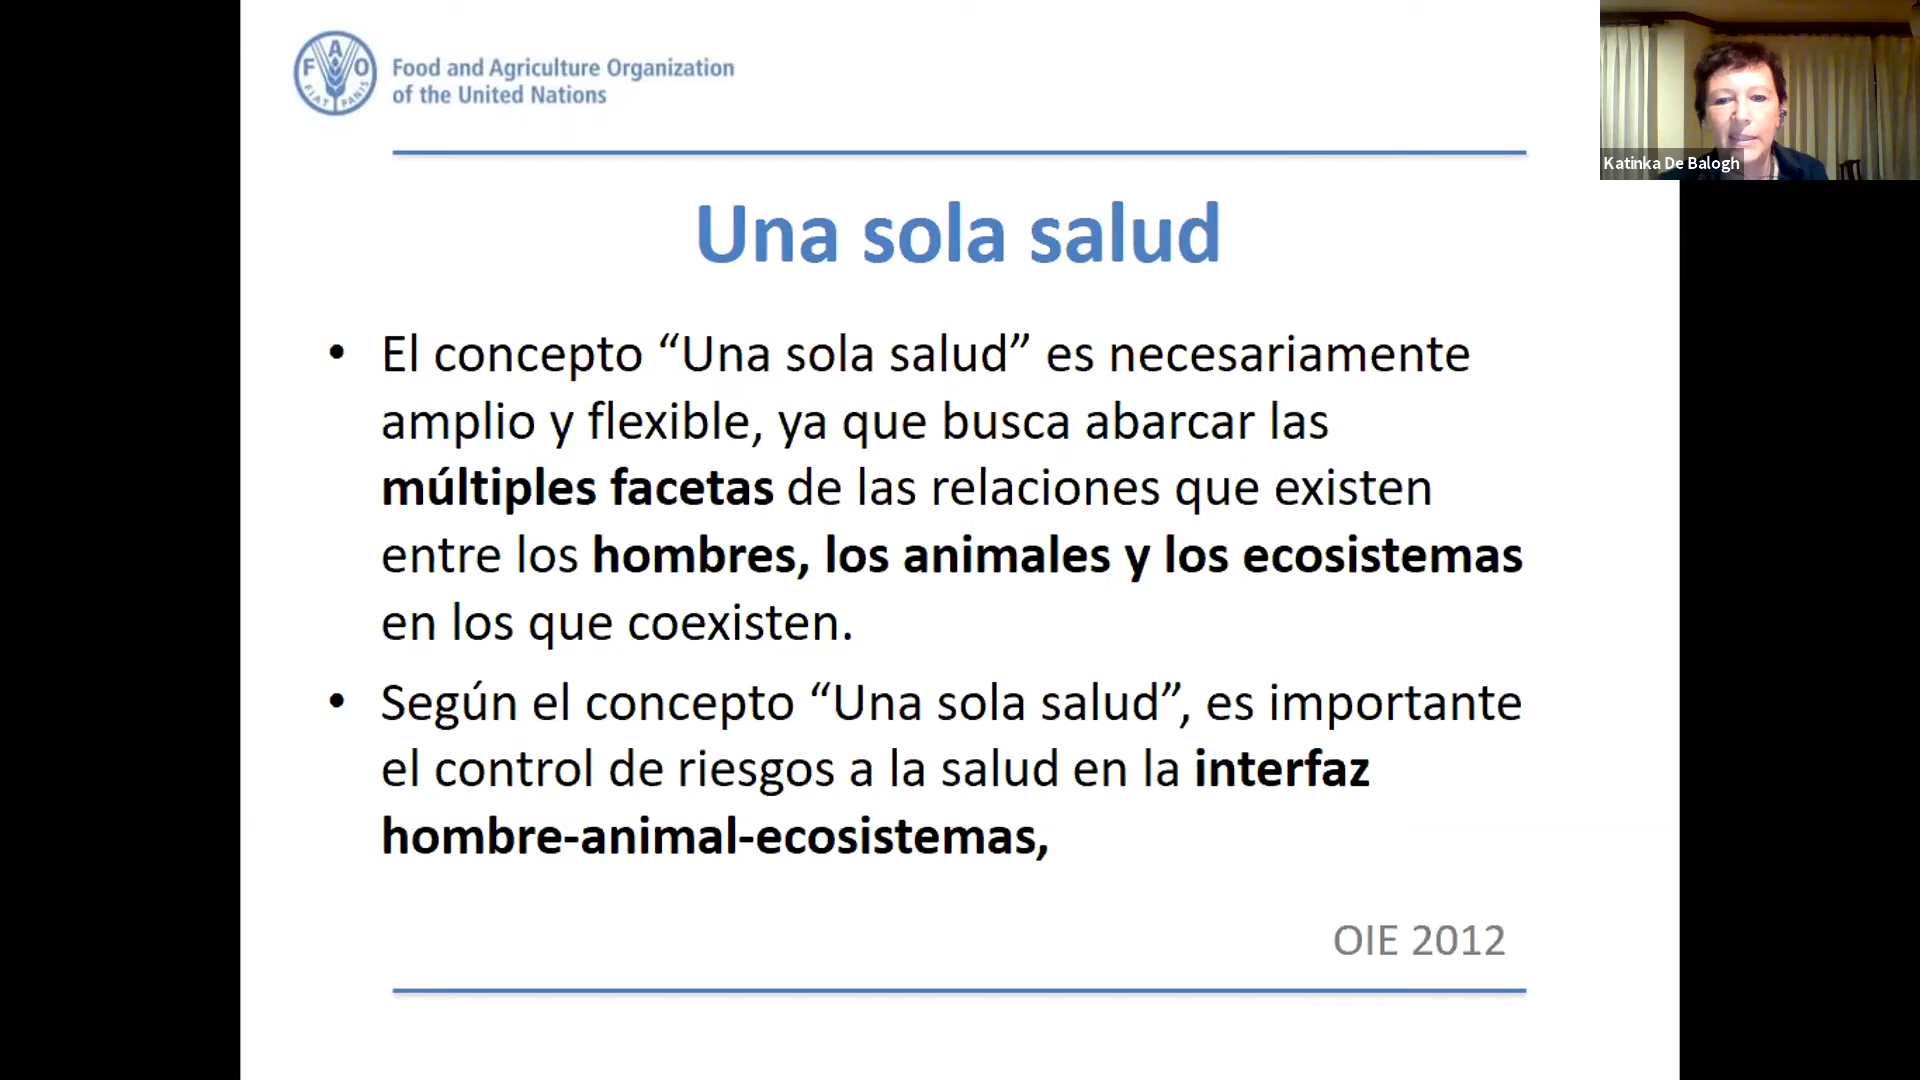 FAO
FIAT PANIS
Food and Agriculture Organization
of the United Nations
Katinka De Balogh
Una sola salud
• El concepto “Una sola salud” es necesariamente
amplio y flexible, ya que busca abarcar las
múltiples facetas de las relaciones que existen
entre los hombres, los animales y los ecosistemas
en los que coexisten.
• Según el concepto “Una sola salud”, es importante
el control de riesgos a la salud en la interfaz
hombre-animal-ecosistemas,
OIE 2012